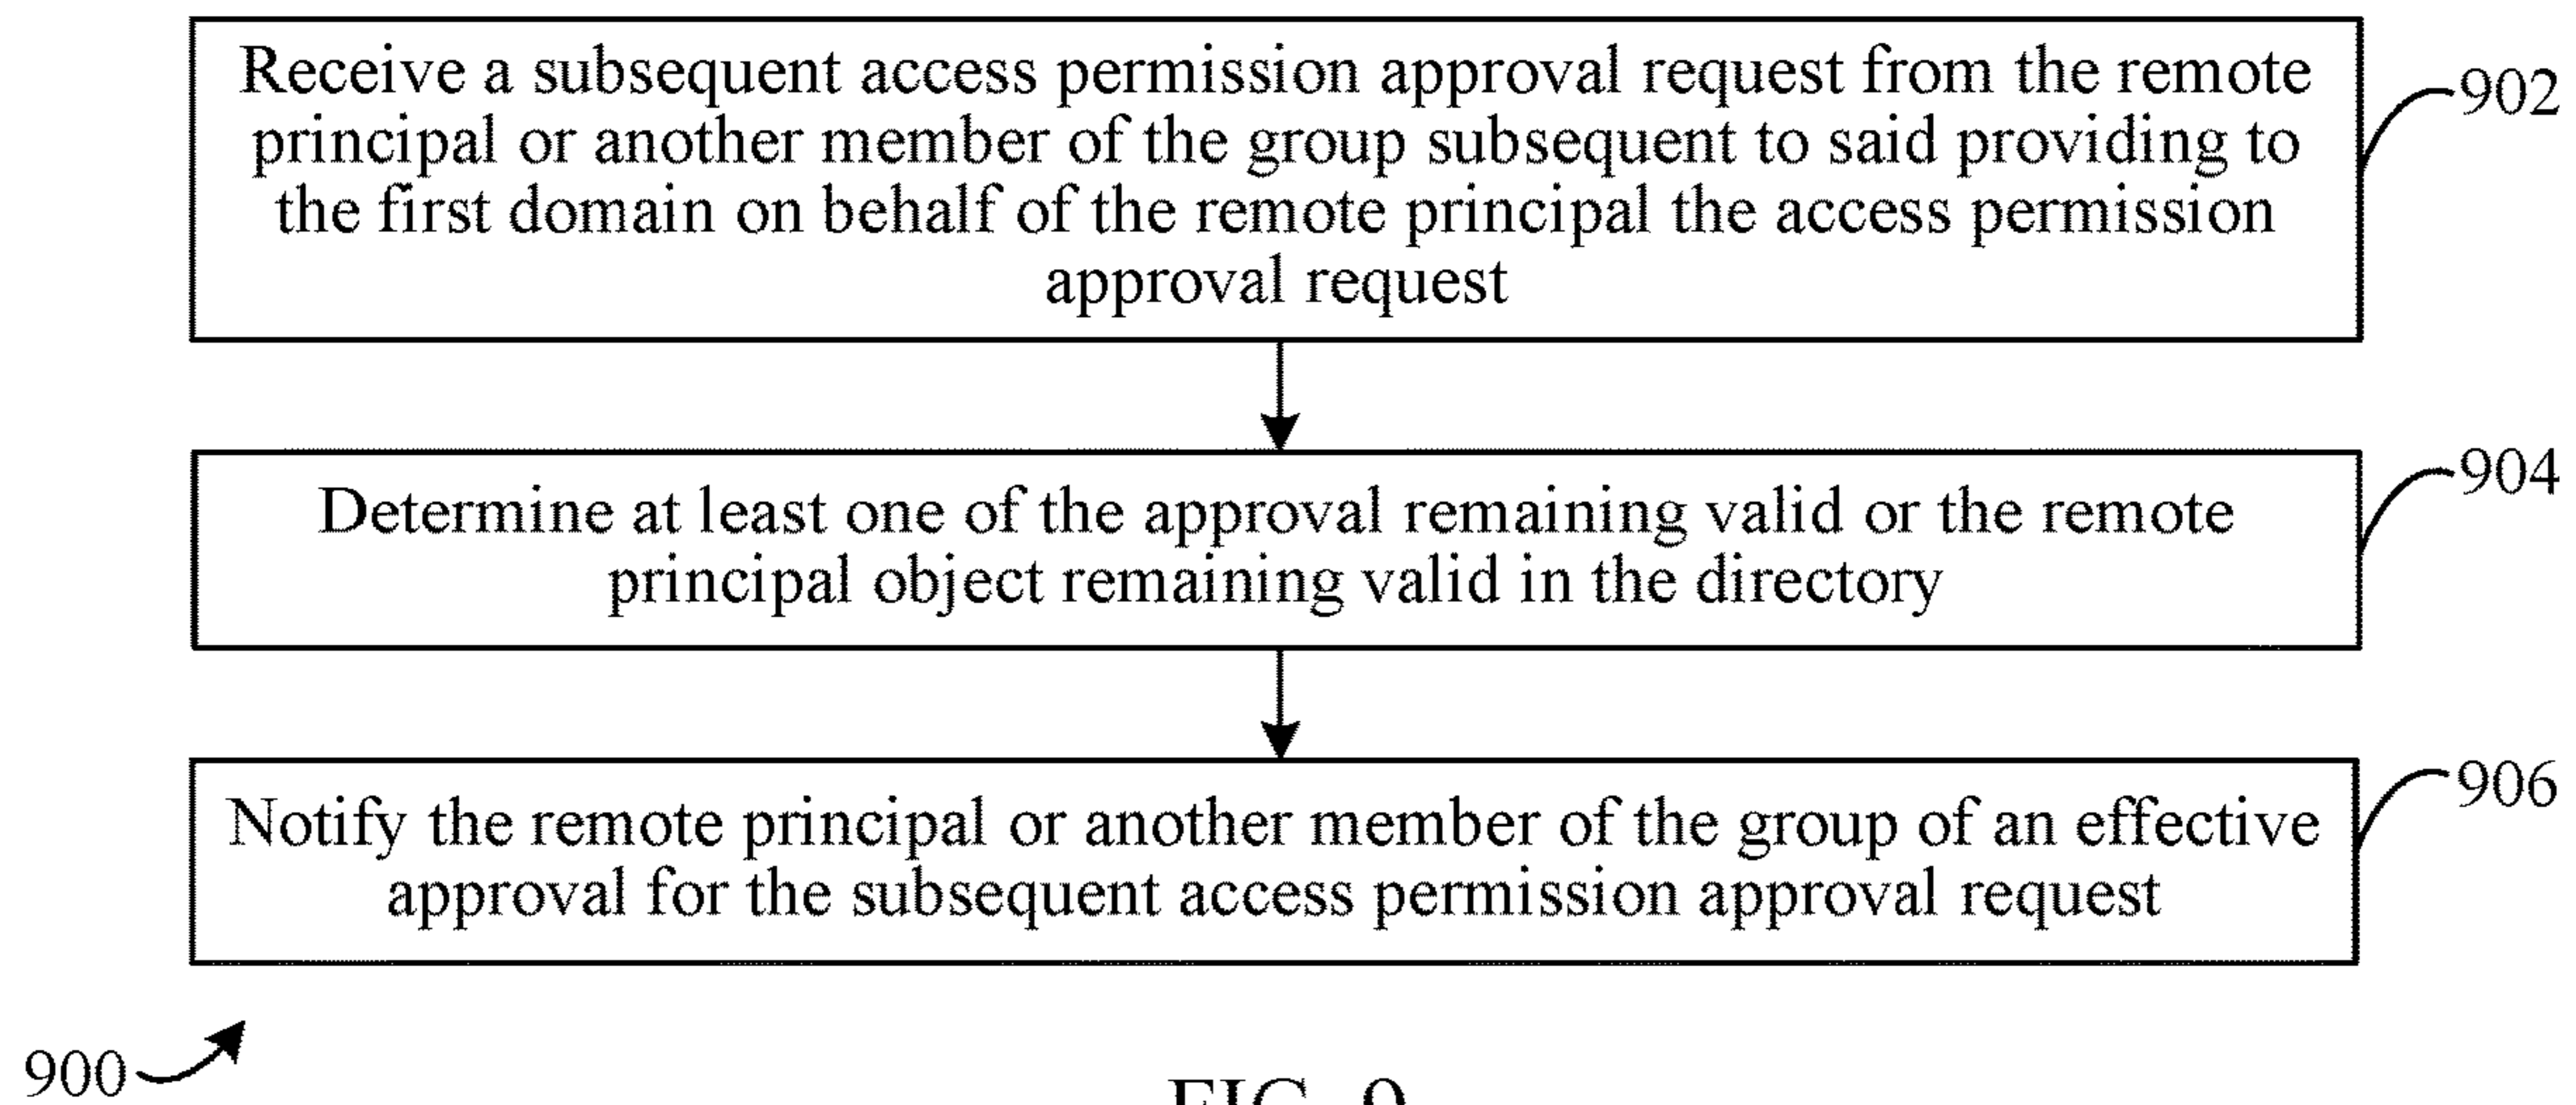 Receive a subsequent access permission approval request from the remote
principal or another member of the group subsequent to said providing to
the first domain on behalf of the remote principal the access permission
approval request
902
Determine at least one of the approval remaining valid or the remote
principal object remaining valid in the directory
904
Notify the remote principal or another member of the group of an effective
approval for the subsequent access permission approval request
906
900
FIG. 9